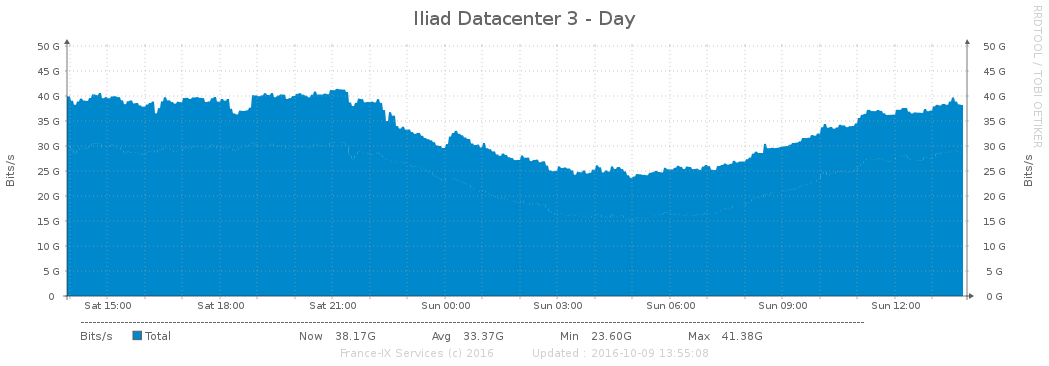 Iliad Datacenter 3 - Day
RRDTOOL / TOBI OETIKER
Bits/s
50 G 50 G
45 G 45 G
40 G 40 G
35 G 35 G
30 G 30 G
25 G 25 G
20 G 20 G
15 G 15 G
10 G 10 G
5 G 5 G
0 0 G
Bits/s
Sat 15:00 Sat 18:00 Sat 21:00 Sun 00:00 Sun 03:00 Sun 06:00 Sun 09:00 Sun 12:00
Bits/s Total Now 38.17G Avg 33.37G Min 23.60G Max 41.38G
France-IX Services (c) 2016 Updated : 2016-10-09 13:55:08